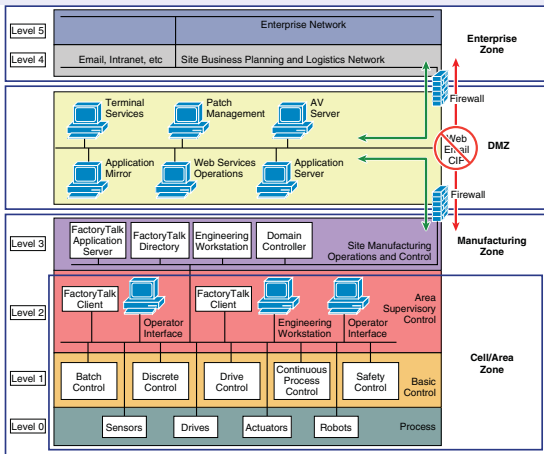 Level 5
Enterprise Network
Enterprise
Zone
Level 4
Email, Intranet, etc
Site Business Planning and Logistics Network
Firewall
Terminal
Services
Patch
Management
AV
Server
Web
Email
CIP
DMZ
Application
Mirror
Web Services
Operations
Application
Server
Firewall
Level 3
FactoryTalk
Application
Server
FactoryTalk
Directory
Engineering
Workstation
Domain
Controller
Site Manufacturing
Operations and Control
Manufacturing
Zone
Level 2
FactoryTalk
Client
Operator
Interface
FactoryTalk
Client
Engineering
Workstation
Operator
Interface
Area
Supervisory
Control
Cell/Area
Zone
Level 1
Batch
Control
Discrete
Control
Drive
Control
Continuous
Process
Control
Safety
Control
Basic
Control
Level 0
Sensors
Drives
Actuators
Robots
Process